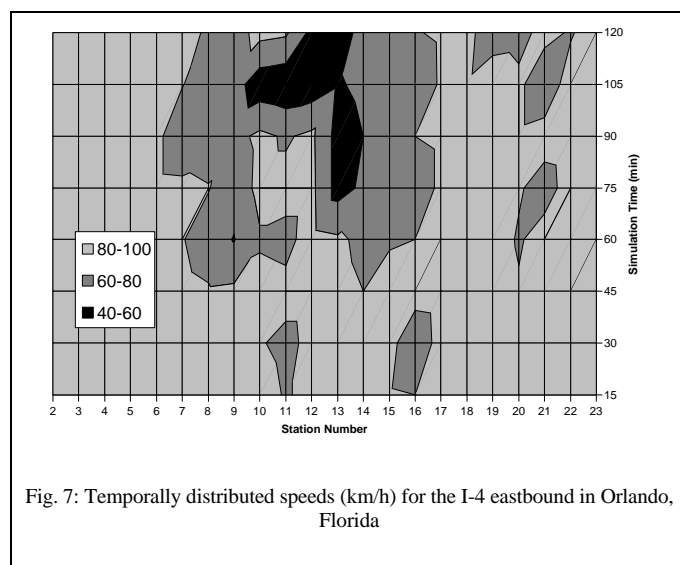 120
105
90
75
60
45
30
15
Simulation Time (min)
80-100
60-80
40-60
2 3 4 5 6 7 8 9 10 11 12 13 14 15 16 17 18 19 20 21 22 23
Station Number
Fig. 7: Temporally distributed speeds (km/h) for the I-4 eastbound in Orlando,
Florida